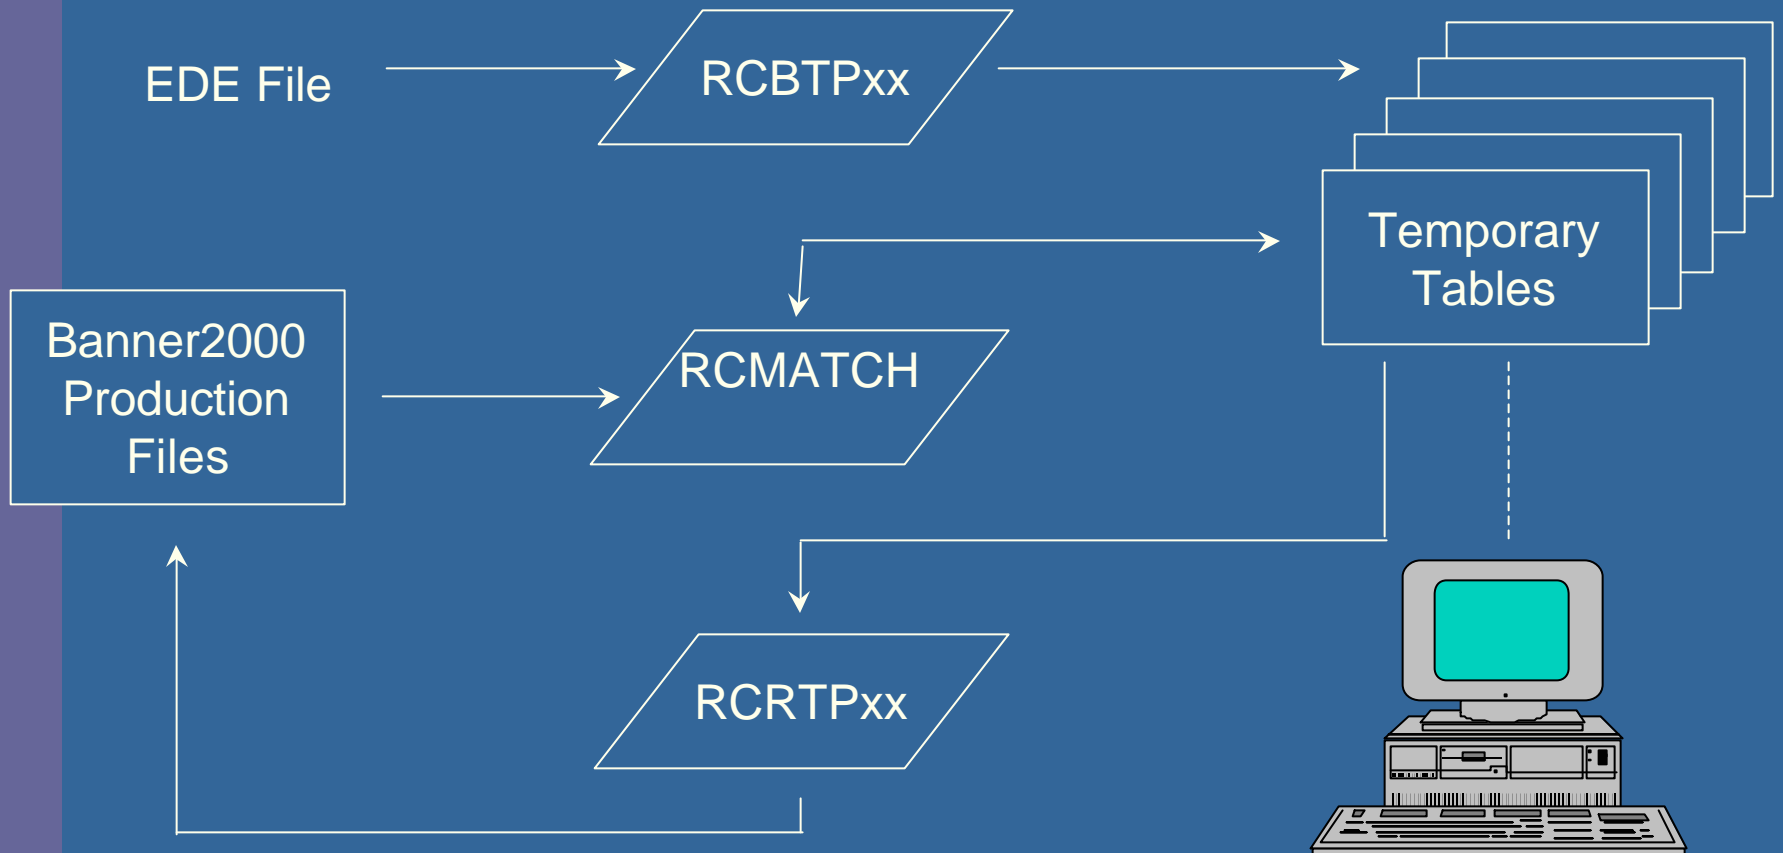 EDE File
RCBTPxx
Temporary
Tables
Banner2000
Production
Files
RCMATCH
RCRTPxx